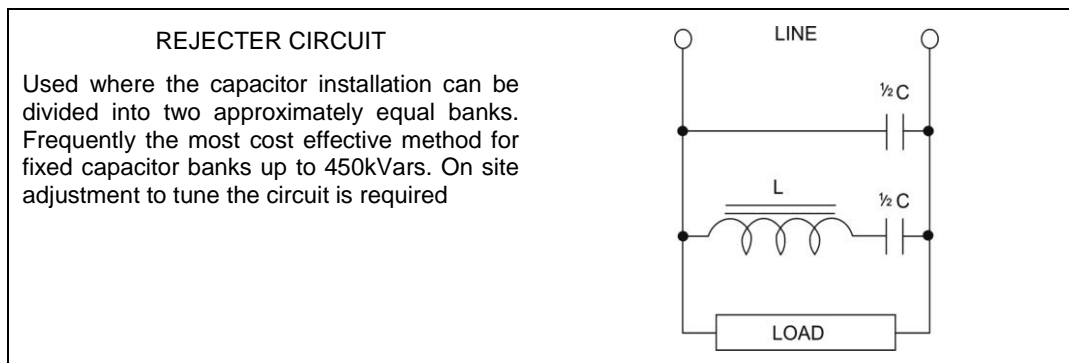 REJECTER CIRCUIT
Used where the capacitor installation can be
divided into two approximately equal banks.
Frequently the most cost effective method for
fixed capacitor banks up to 450kVars. On site
adjustment to tune the circuit is required
LINE
½ C
L
½ C
LOAD